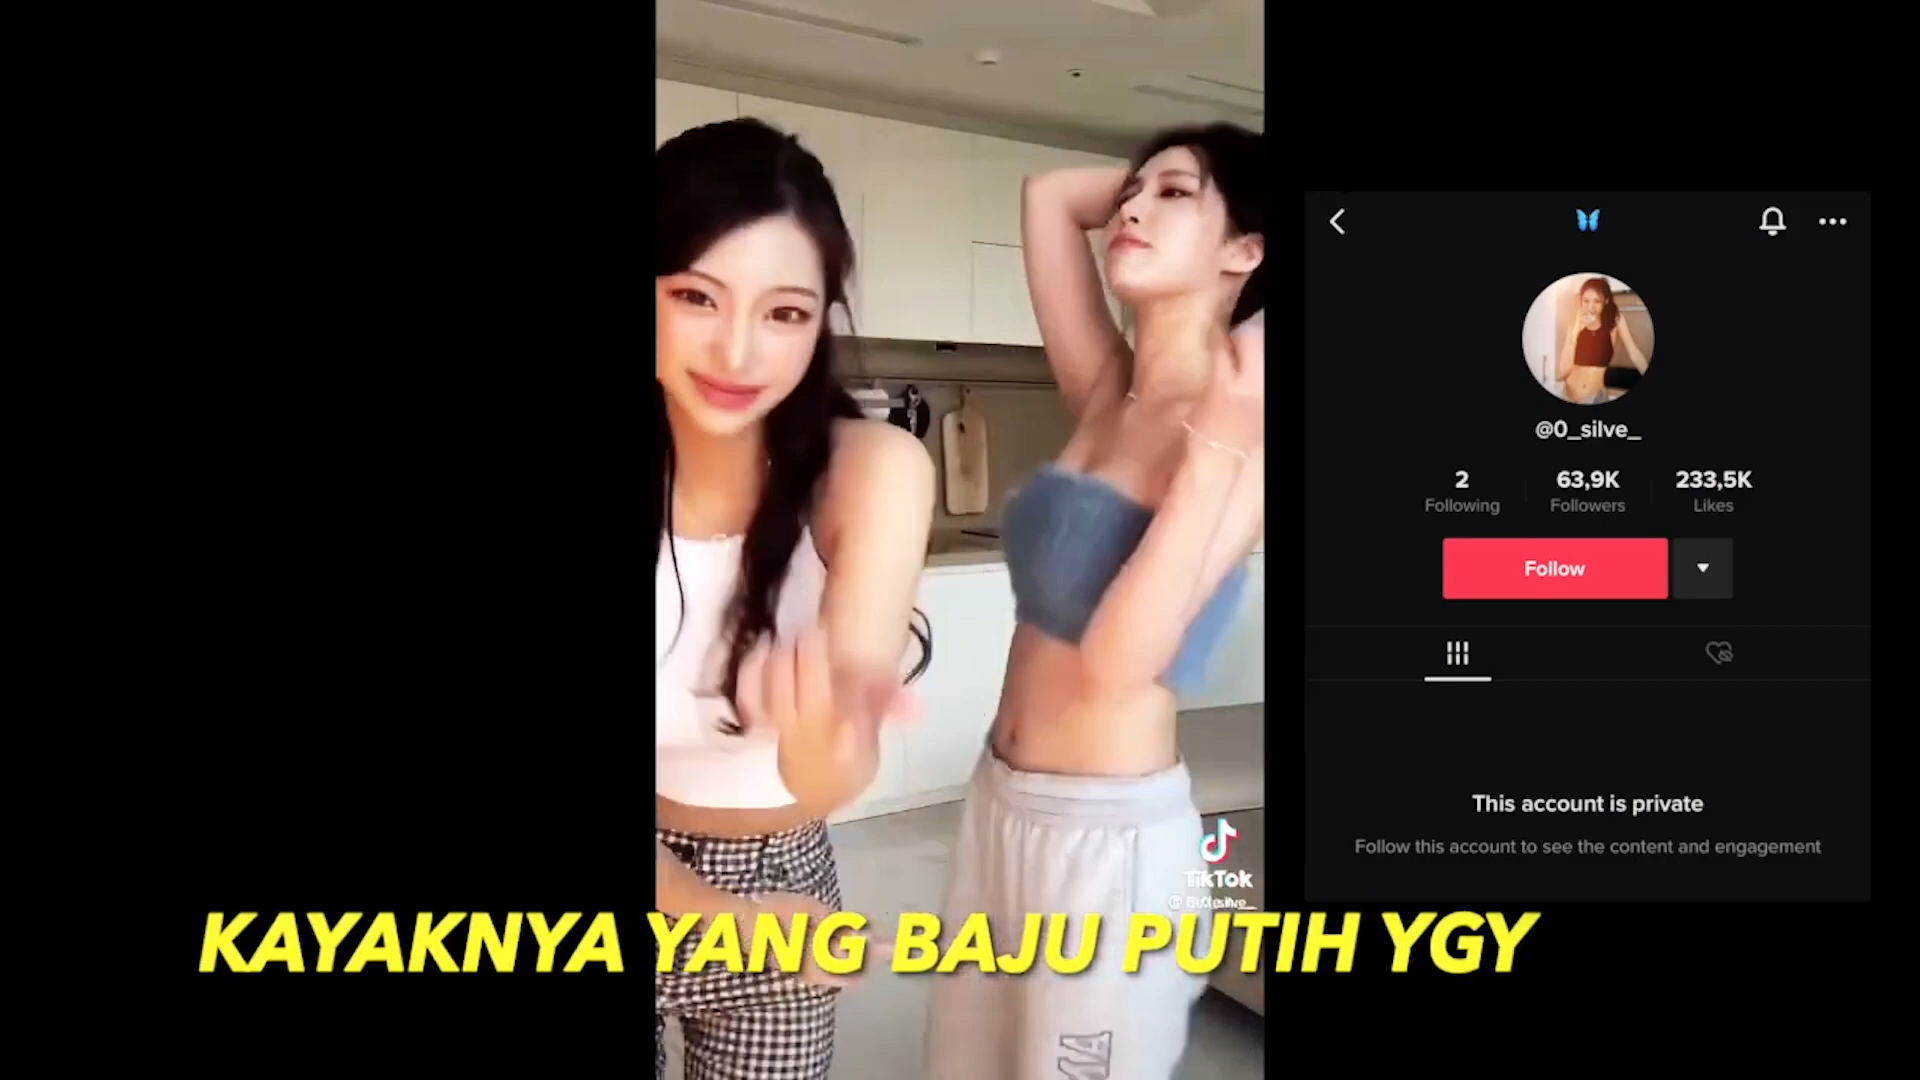 @0_silve_
2
63,9K
233,5K
Following
Followers
Likes
Follow
This account is private
Follow this account to see the content and engagement
TikTok
KAYAKNYA YANG BAJU PUTIH YGY